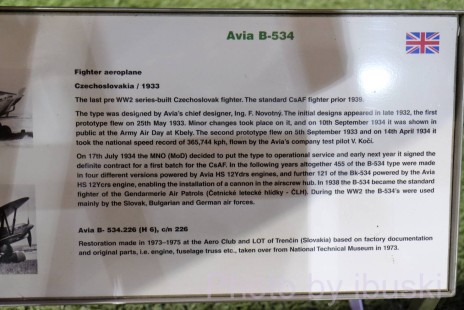 Avia B-534
Fighter aeroplane
Czechoslovakia / 1933
The last pre WW2 series-built Czechoslovak fighter. The standard CsAF fighter prior 1939.
The type was designed by Avia's chief designer, Ing. F. Novotný. The initial designes appeared in late 1932, the first
prototype flew on 25th May 1933. Minor changes took place on it, and on 10th September 1934 it was shown in
public at the Army Air Day at Kbely. The second prototype flew on 5th September 1933 and on 14th April 1934 it
took the national speed record of 365,744 kph, flown by the Avia's company test pilot V. Kočí.
On 17th July 1934 the MNO (MoD) decided to put the type to operational service and early next year it signed the
definite contract for a first batch for the CsAF. In the following years altogether 455 of the B-534 type were made
in four different versions powered by Avia HS 12Ydrs engines, and further 121 of the Bk-534 powered by the Avia
HS 12Ycrs engine, enabling the installation of a cannon in the airscrew hub. In 1938 the B-534 became the standard
fighter of the Gendarmerie Air Patrols (Četnické letecké hlídky - ČLH). During the WW2 the B-534's were used
mainly by the Slovak, Bulgarian and German air forces.
Avia B- 534.226 (H 6), c/n 226
Restoration made in 1973–1975 at the Aero Club and LOT of Trenčín (Slovakia) based on factory documentation
and original parts, i.e. engine, fuselage truss etc., taken over from National Technical Museum in 1973.
Photo by ibuski